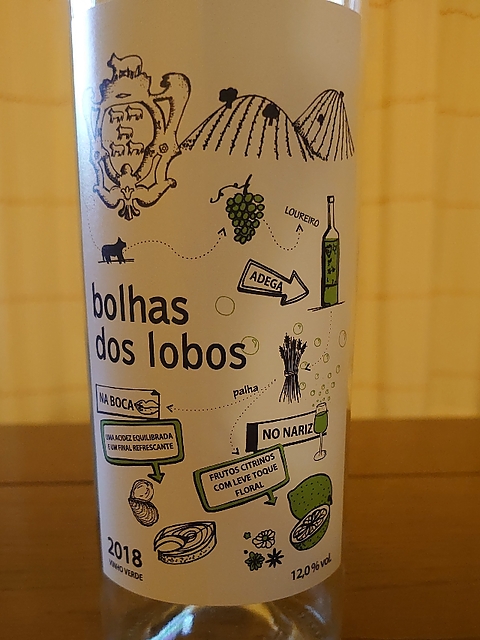 LOUREIRO
ADEGA
bolhas
dos lobos
palha
NA BOCA
NO NARIZ
UMA ACIDEZ EQUILIBRADA
E UM FINAL REFRESCANTE
FRUTOS CITRINOS
COM LEVE TOQUE
FLORAL
2018
VINHO VERDE
12,0 % vol.